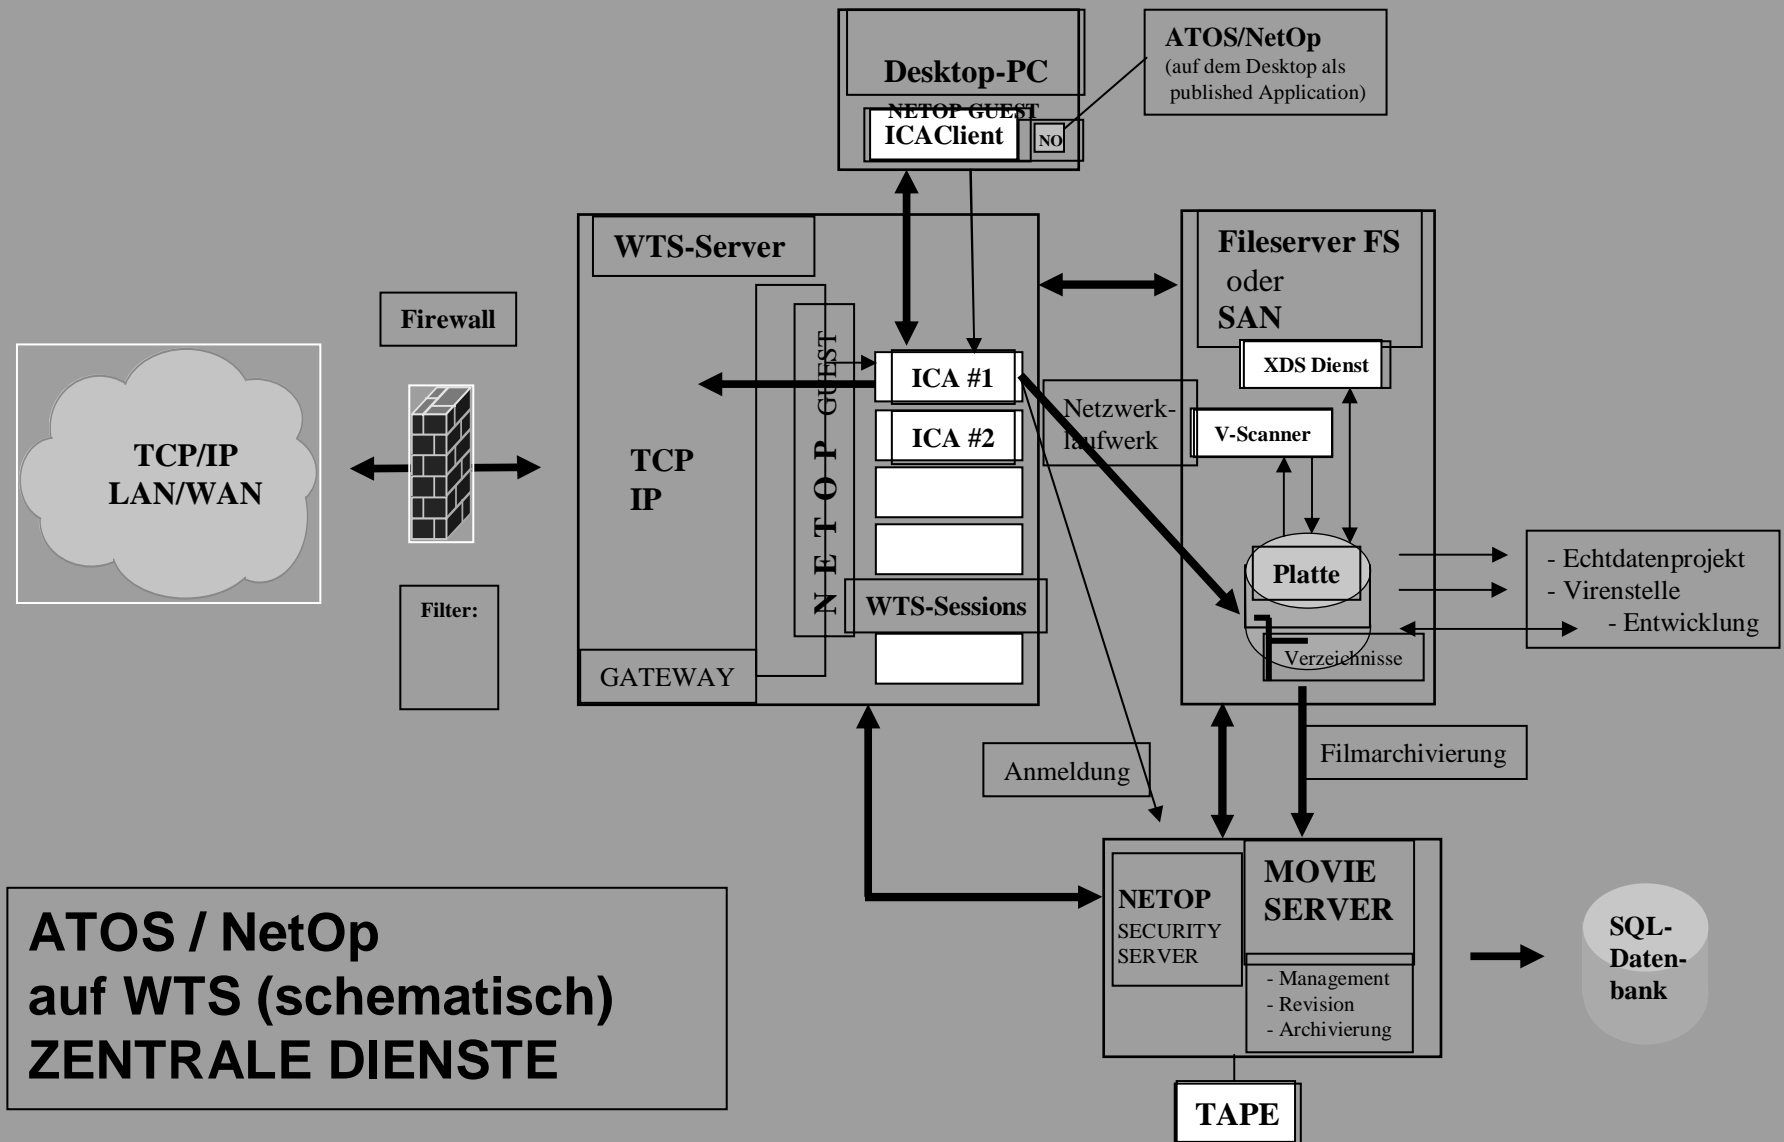 Desktop-PC
NETOP GUEST
ICAClient
NO
ATOS/NetOp
(auf dem Desktop als
published Application)
WTS-Server
Fileserver FS
oder
SAN
Firewall
XDS Dienst
ICA #1
Netzwerk-
laufwerk
V-Scanner
ICA #2
TCP/IP
LAN/WAN
TCP
IP
NETOP GUEST
Platte
- Echtdatenprojekt
- Virenstelle
- Entwicklung
Filter:
WTS-Sessions
Verzeichnisse
GATEWAY
Anmeldung
Filmarchivierung
NETOP
SECURITY
SERVER
MOVIE
SERVER
- Management
- Revision
- Archivierung
SQL-
Daten-
bank
ATOS / NetOp
auf WTS (schematisch)
ZENTRALE DIENSTE
TAPE